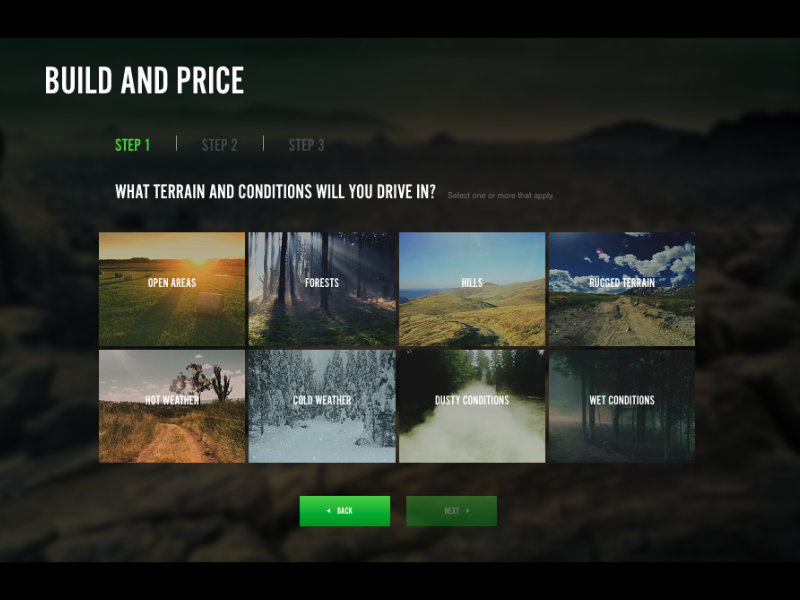 BUILD AND PRICE
STEP 1 STEP 2 STEP 3
WHAT TERRAIN AND CONDITIONS WILL YOU DRIVE IN? Select one or more that apply.
OPEN AREAS FORESTS HILLS RUGGED TERRAIN
HOT WEATHER COLD WEATHER DUSTY CONDITIONS WET CONDITIONS
BACK NEXT